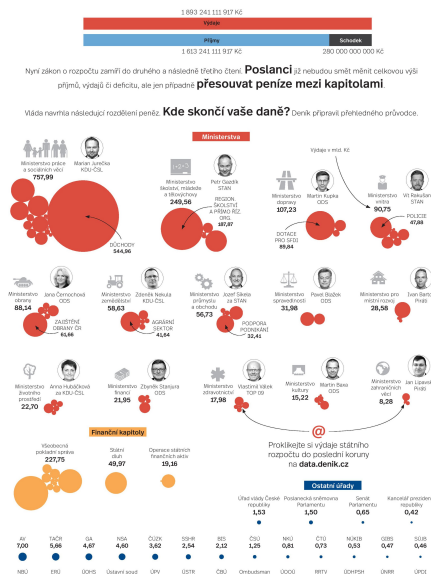 1 893 241 111 917 Kč
Výdaje
Příjmy
Schodek
1 613 241 111 917 Kč
280 000 000 000 Kč
Nyní zákon o rozpočtu zamíří do druhého a následně třetího čtení. Poslanci již nebudou smět měnit celkovou výši
příjmů, výdajů či deficitu, ale jen případně přesouvat peníze mezi kapitolami.
Vláda navrhla následující rozdělení peněz. Kde skončí vaše daně? Deník připravil přehledného průvodce.
Ministerstva
Výdaje v mld. Kč
Ministerstvo práce
a sociálních věcí
757,99
Marian Jurečka
KDU-ČSL
DŮCHODY
544,96
Ministerstvo
školství, mládeže
a tělovýchovy
249,56
Petr Gazdík
STAN
REGION.
ŠKOLSTVÍ
A PŘÍMO ŘÍZ.
ORG.
187,87
Ministerstvo
dopravy
107,23
Martin Kupka
ODS
DOTACE
PRO SFDI
69,84
Ministerstvo
vnitra
90,75
Vít Rakušan
STAN
POLICIE
47,88
Ministerstvo
obrany
88,14
Jana Černochová
ODS
ZAJIŠTĚNÍ
OBRANY ČR
61,66
Ministerstvo
zemědělství
58,63
Zdeněk Nekula
KDU-ČSL
AGRÁRNÍ
SEKTOR
41,64
Ministerstvo
průmyslu
a obchodu
56,73
Jozef Síkela
za STAN
PODPORA
PODNIKÁNÍ
32,41
Ministerstvo
spravedlnosti
31,98
Pavel Blažek
ODS
Ministerstvo pro
místní rozvoj
28,58
Ivan Bartoš
Piráti
Ministerstvo
životního
prostředí
22,70
Anna Hubáčková
za KDU-ČSL
Ministerstvo
financí
21,95
Zbyněk Stanjura
ODS
Ministerstvo
zdravotnictví
17,98
Vlastimil Válek
TOP 09
Ministerstvo
kultury
15,22
Martin Baxa
ODS
Ministerstvo
zahraničních
věcí
8,28
Jan Lipavský
Piráti
Finanční kapitoly
Všeobecná
pokladní správa
227,75
Státní
dluh
49,97
Operace státních
finančních aktiv
19,16
@
Proklikejte si výdaje státního
rozpočtu do poslední koruny
na data.denik.cz
Ostatní úřady
Úřad vlády České
republiky
1,53
Poslanecká sněmovna
Parlamentu
1,50
Senát
Parlamentu
0,65
Kancelář prezidenta
republiky
0,42
AV TAČR GA NSA ČÚZK SSHR BIS ČSÚ NKÚ ČTÚ NÚKIB GIBS SÚJB
7,00 5,66 4,67 4,60 3,62 2,54 2,12 1,25 0,81 0,73 0,53 0,47 0,46
NBÚ ERÚ ÚOHS Ústavní soud ÚPV ÚSTR ČBÚ Ombudsman ÚOOÚ RRTV ÚDHPSH ÚNRR ÚPDI